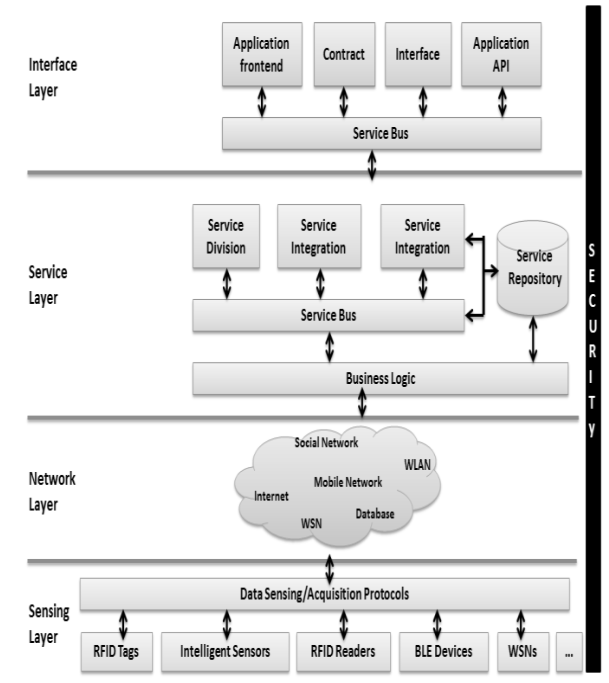 Interface
Layer
Application
frontend
Contract
Interface
Application
API
Service Bus
Service
Layer
Service
Division
Service
Integration
Service
Integration
Service
Repository
Service Bus
Business Logic
Network
Layer
Social Network
WLAN
Mobile Network
Internet
Database
WSN
Sensing
Layer
Data Sensing/Acquisition Protocols
RFID Tags
Intelligent Sensors
RFID Readers
BLE Devices
WSNs
...
S
E
C
U
R
I
T
y